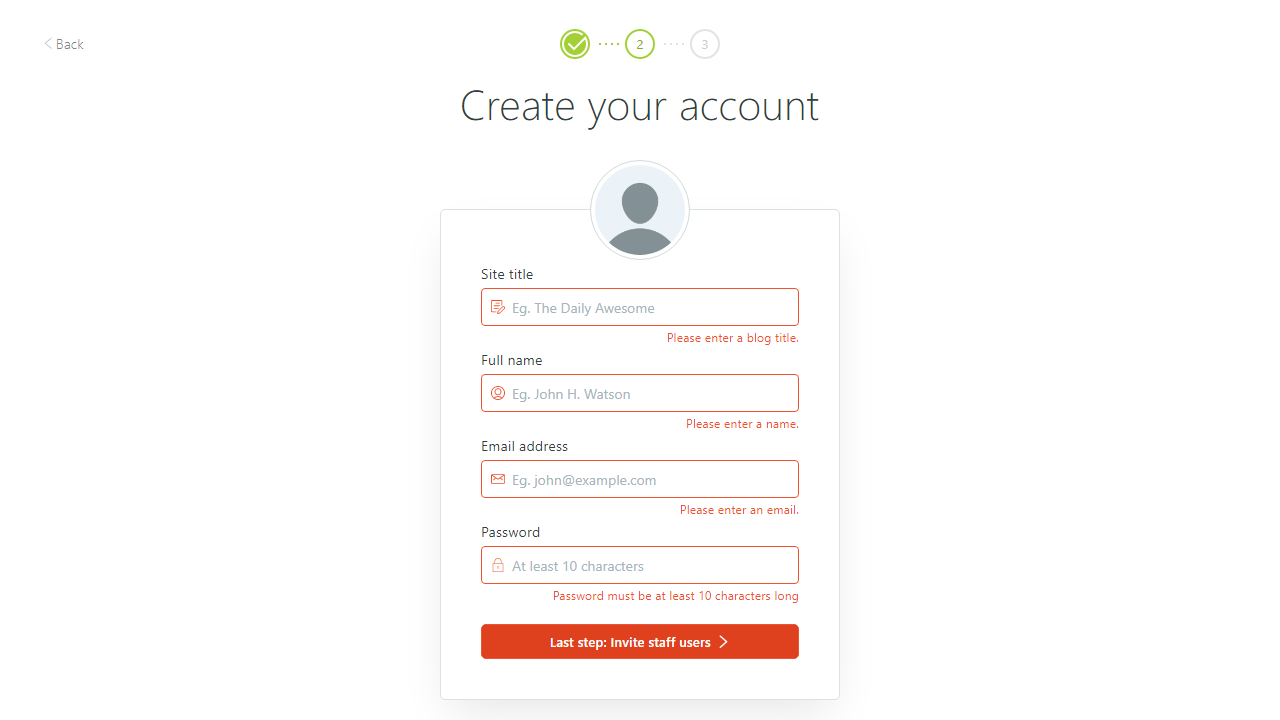 Back
2
3
Create your account
Site title
Eg. The Daily Awesome
Please enter a blog title.
Full name
Eg. John H. Watson
Please enter a name.
Email address
Eg. john@example.com
Please enter an email.
Password
At least 10 characters
Password must be at least 10 characters long
Last step: Invite staff users